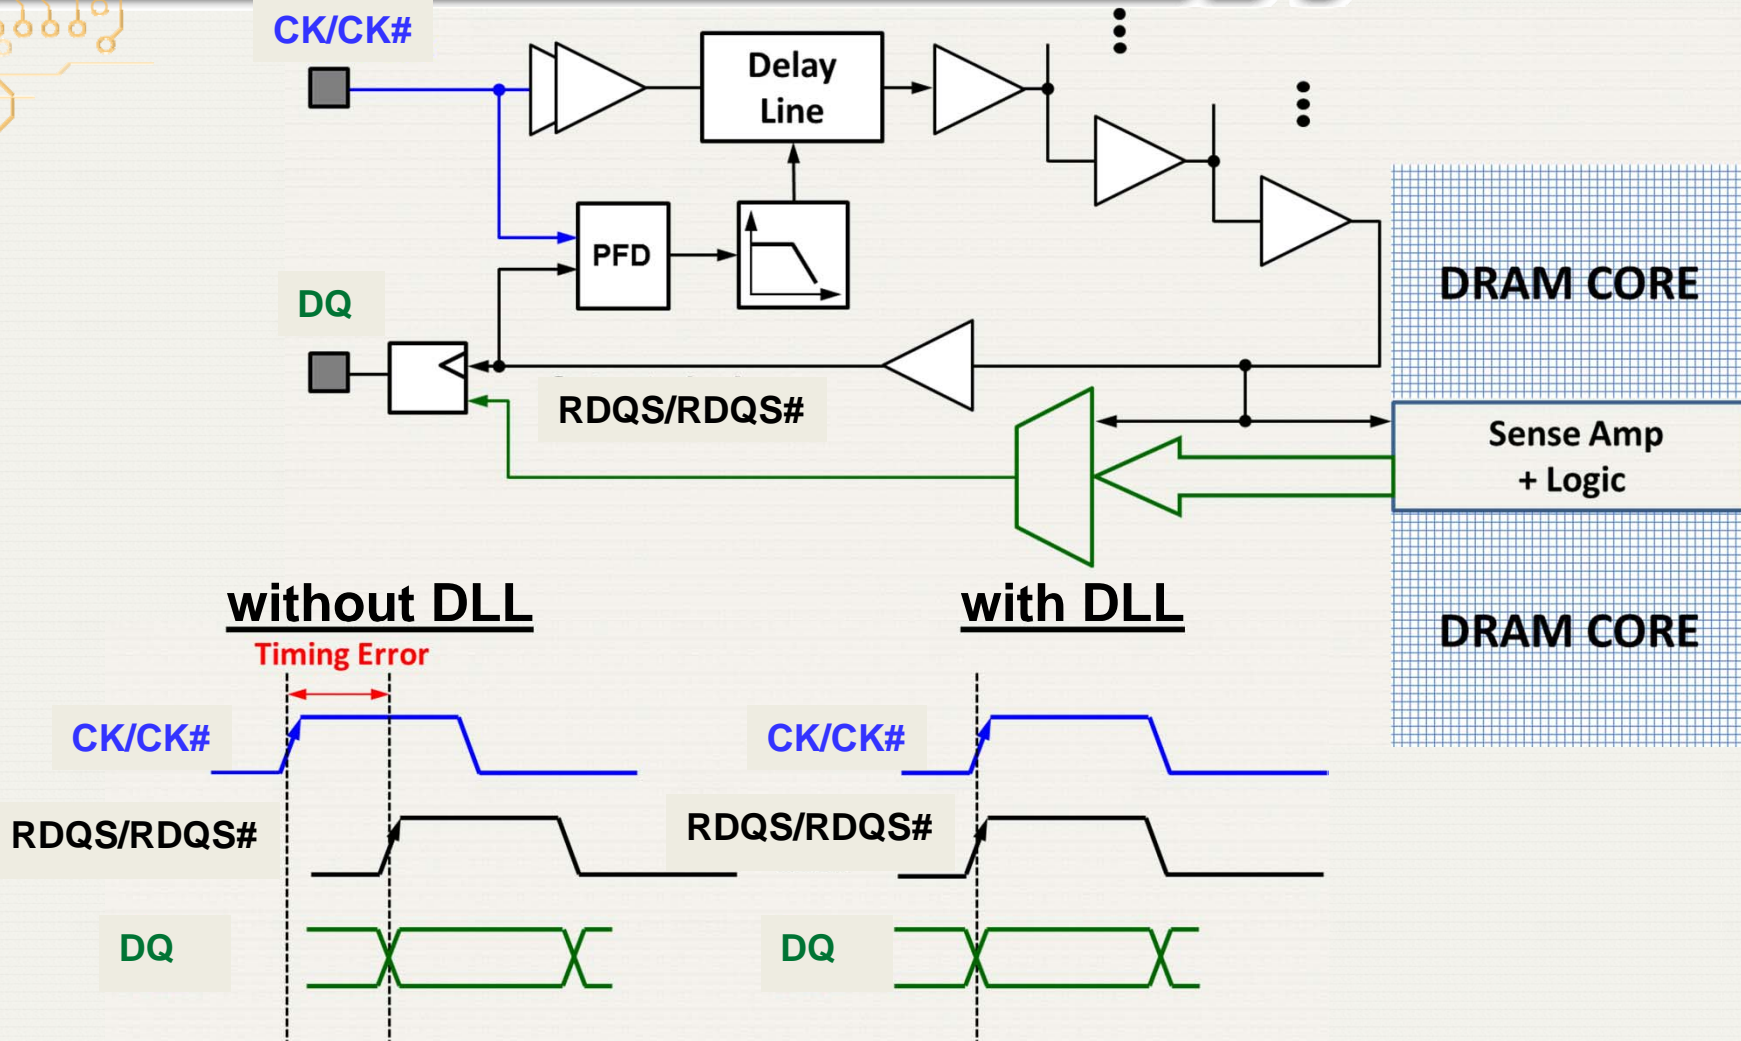 CK/CK#
Delay
Line
PFD
DRAM CORE
DQ
RDQS/RDQS#
Sense Amp
+ Logic
without DLL
with DLL
DRAM CORE
Timing Error
CK/CK#
CK/CK#
RDQS/RDQS#
RDQS/RDQS#
DQ
DQ